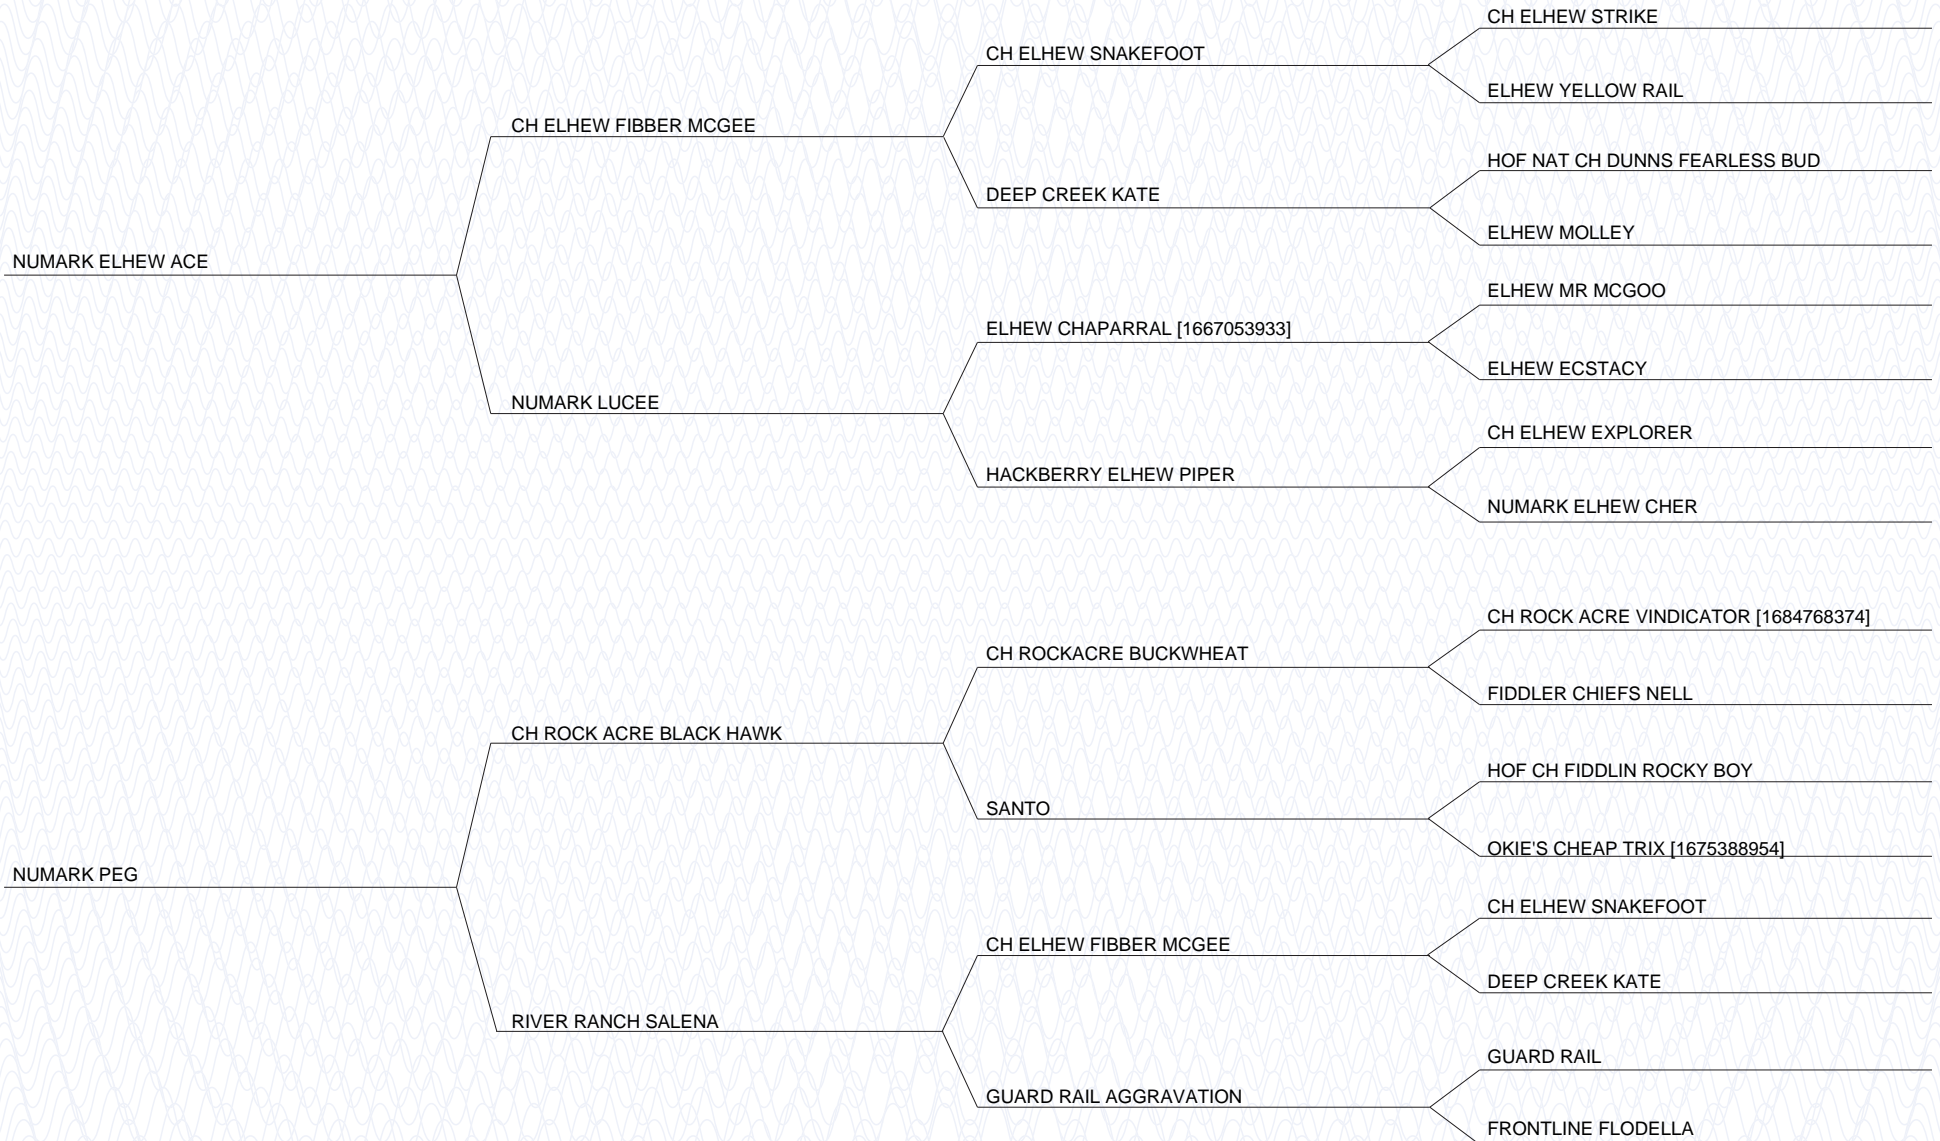 CH ELHEW STRIKE
CH ELHEW SNAKEFOOT
ELHEW YELLOW RAIL
CH ELHEW FIBBER MCGEE
HOF NAT CH DUNNS FEARLESS BUD
DEEP CREEK KATE
ELHEW MOLLEY
NUMARK ELHEW ACE
ELHEW MR MCGOO
ELHEW CHAPARRAL [1667053933]
ELHEW ECSTACY
NUMARK LUCEE
CH ELHEW EXPLORER
HACKBERRY ELHEW PIPER
NUMARK ELHEW CHER
CH ROCK ACRE VINDICATOR [1684768374]
CH ROCKACRE BUCKWHEAT
FIDDLER CHIEFS NELL
CH ROCK ACRE BLACK HAWK
HOF CH FIDDLIN ROCKY BOY
SANTO
OKIE'S CHEAP TRIX [1675388954]
NUMARK PEG
CH ELHEW SNAKEFOOT
CH ELHEW FIBBER MCGEE
DEEP CREEK KATE
RIVER RANCH SALENA
GUARD RAIL
GUARD RAIL AGGRAVATION
FRONTLINE FLODELLA